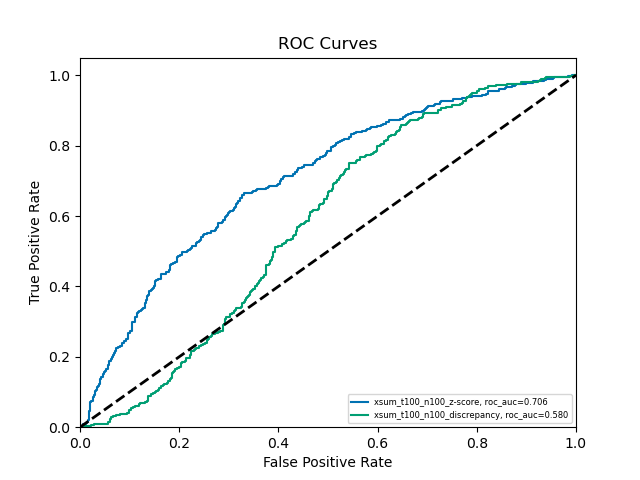 ROC Curves
True Positive Rate
1.0
0.8
0.6
0.4
0.2
0.0
0.0 0.2 0.4 0.6 0.8 1.0
False Positive Rate
xsum_t100_n100_z-score, roc_auc=0.706
xsum_t100_n100_discrepancy, roc_auc=0.580